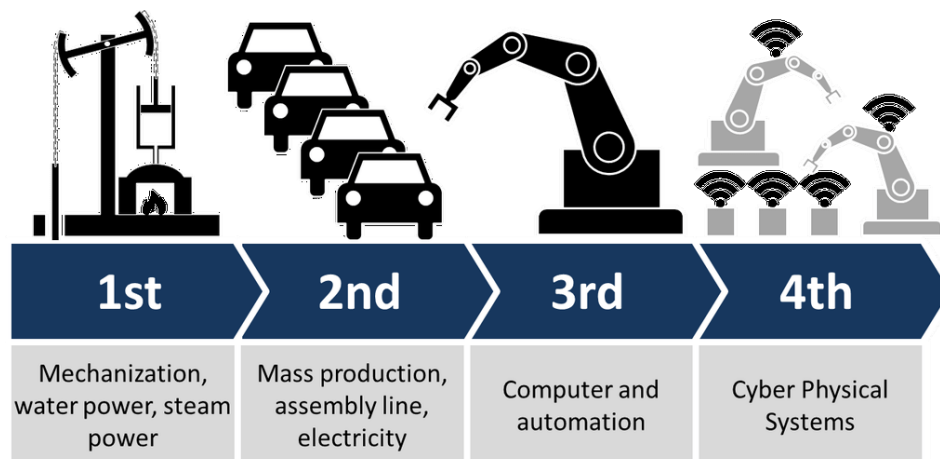 1st
2nd
3rd
4th
Mechanization,
water power, steam
power
Mass production,
assembly line,
electricity
Computer and
automation
Cyber Physical
Systems